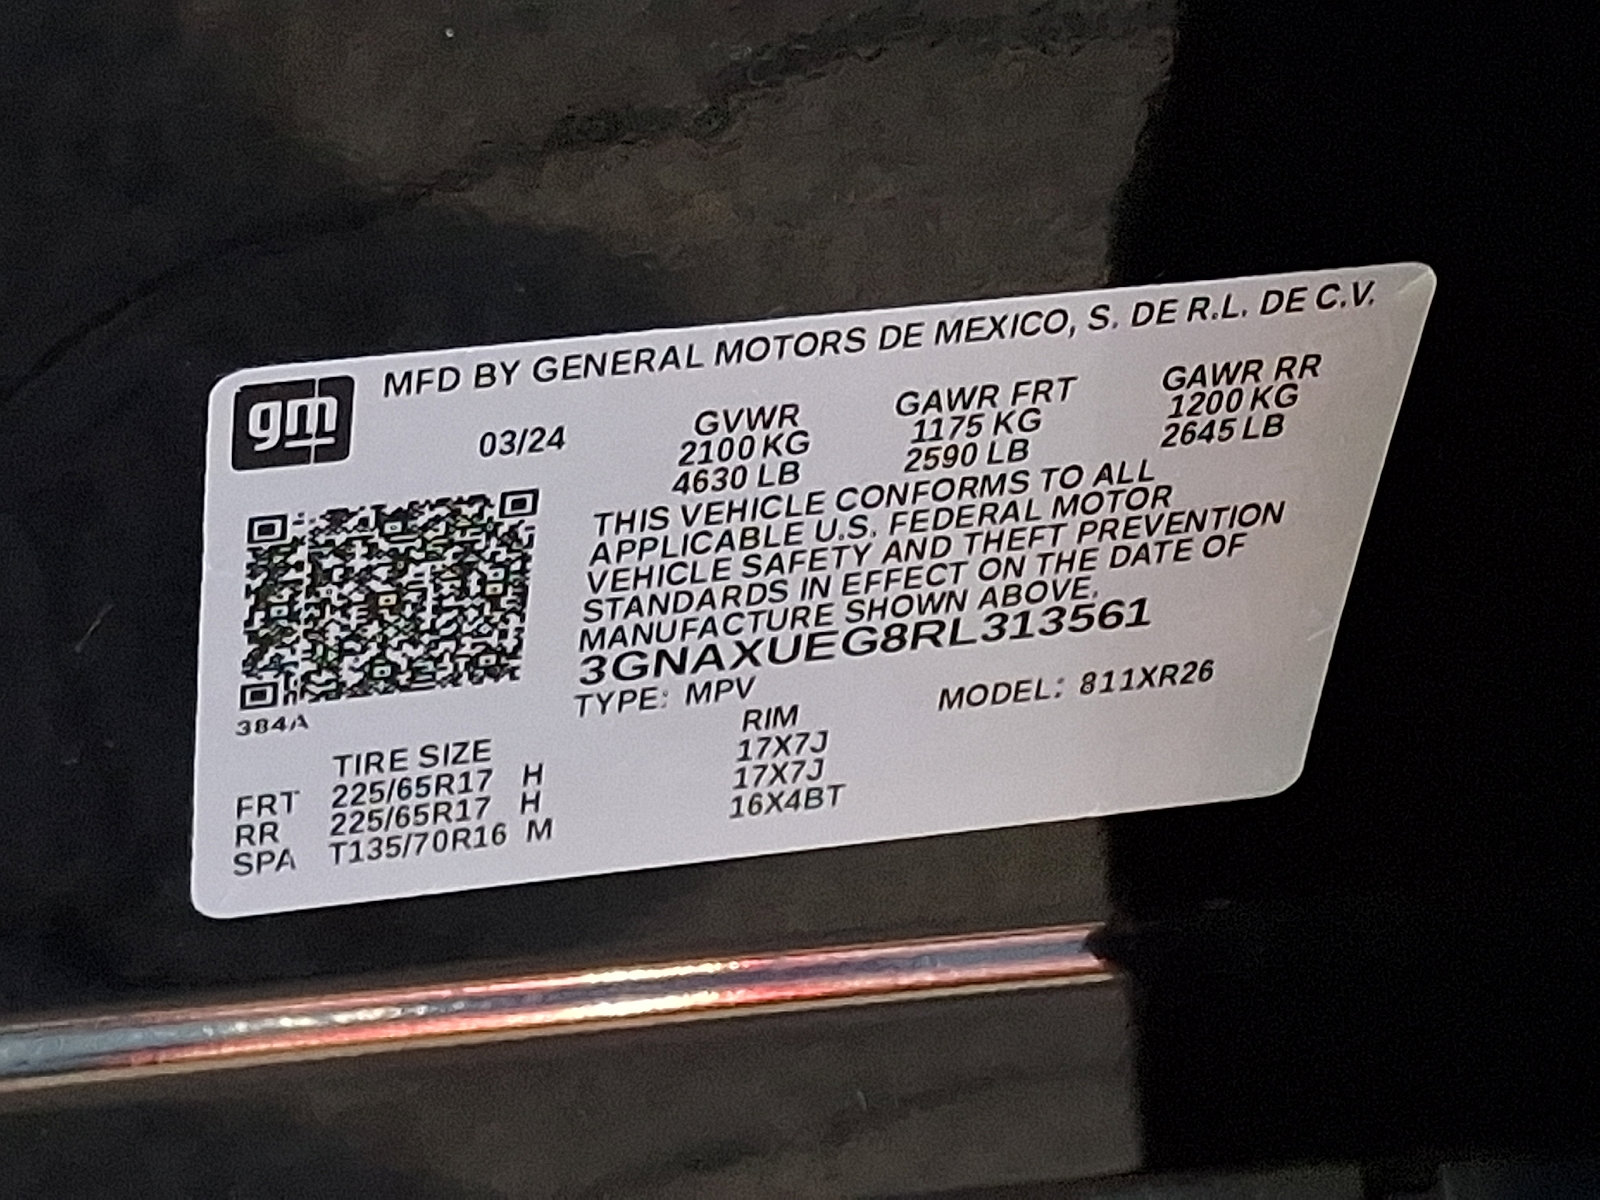 gm
MFD BY GENERAL MOTORS DE MEXICO, S. DE R.L. DE C.V.
03/24 GVWR GAWR FRT GAWR RR
2100 KG 1175 KG 1200 KG
4630 LB 2590 LB 2645 LB
THIS VEHICLE CONFORMS TO ALL
APPLICABLE U.S. FEDERAL MOTOR
VEHICLE SAFETY AND THEFT PREVENTION
STANDARDS IN EFFECT ON THE DATE OF
MANUFACTURE SHOWN ABOVE.
3GNAXUEG8RL313561
TYPE: MPV MODEL: 811XR26
384A
TIRE SIZE RIM
FRT 225/65R17 H 17X7J
RR 225/65R17 H 17X7J
SPA T135/70R16 M 16X4BT